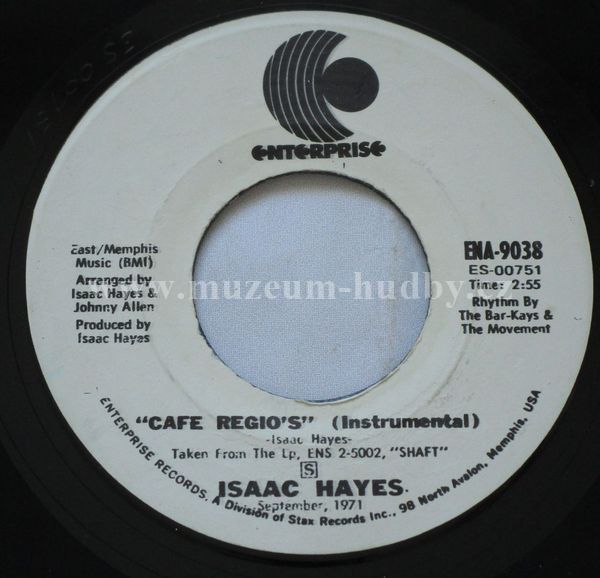 ENTERPRISE
East/Memphis
Music (BMI)
Arranged by
Isaac Hayes &
Johnny Allen
Produced by
Isaac Hayes
ENA-9038
ES-00751
Time: 2:55
Rhythm By
The Bar-Kays &
The Movement
www.muzeum-hudby.cz
"CAFE REGIO'S" (Instrumental)
-Isaac Hayes-
Taken From The Lp, ENS 2-5002, "SHAFT"
S
ISAAC HAYES.
September, 1971
ENTERPRISE RECORDS, A Division of Stax Records Inc., 98 North Avalon, Memphis, USA